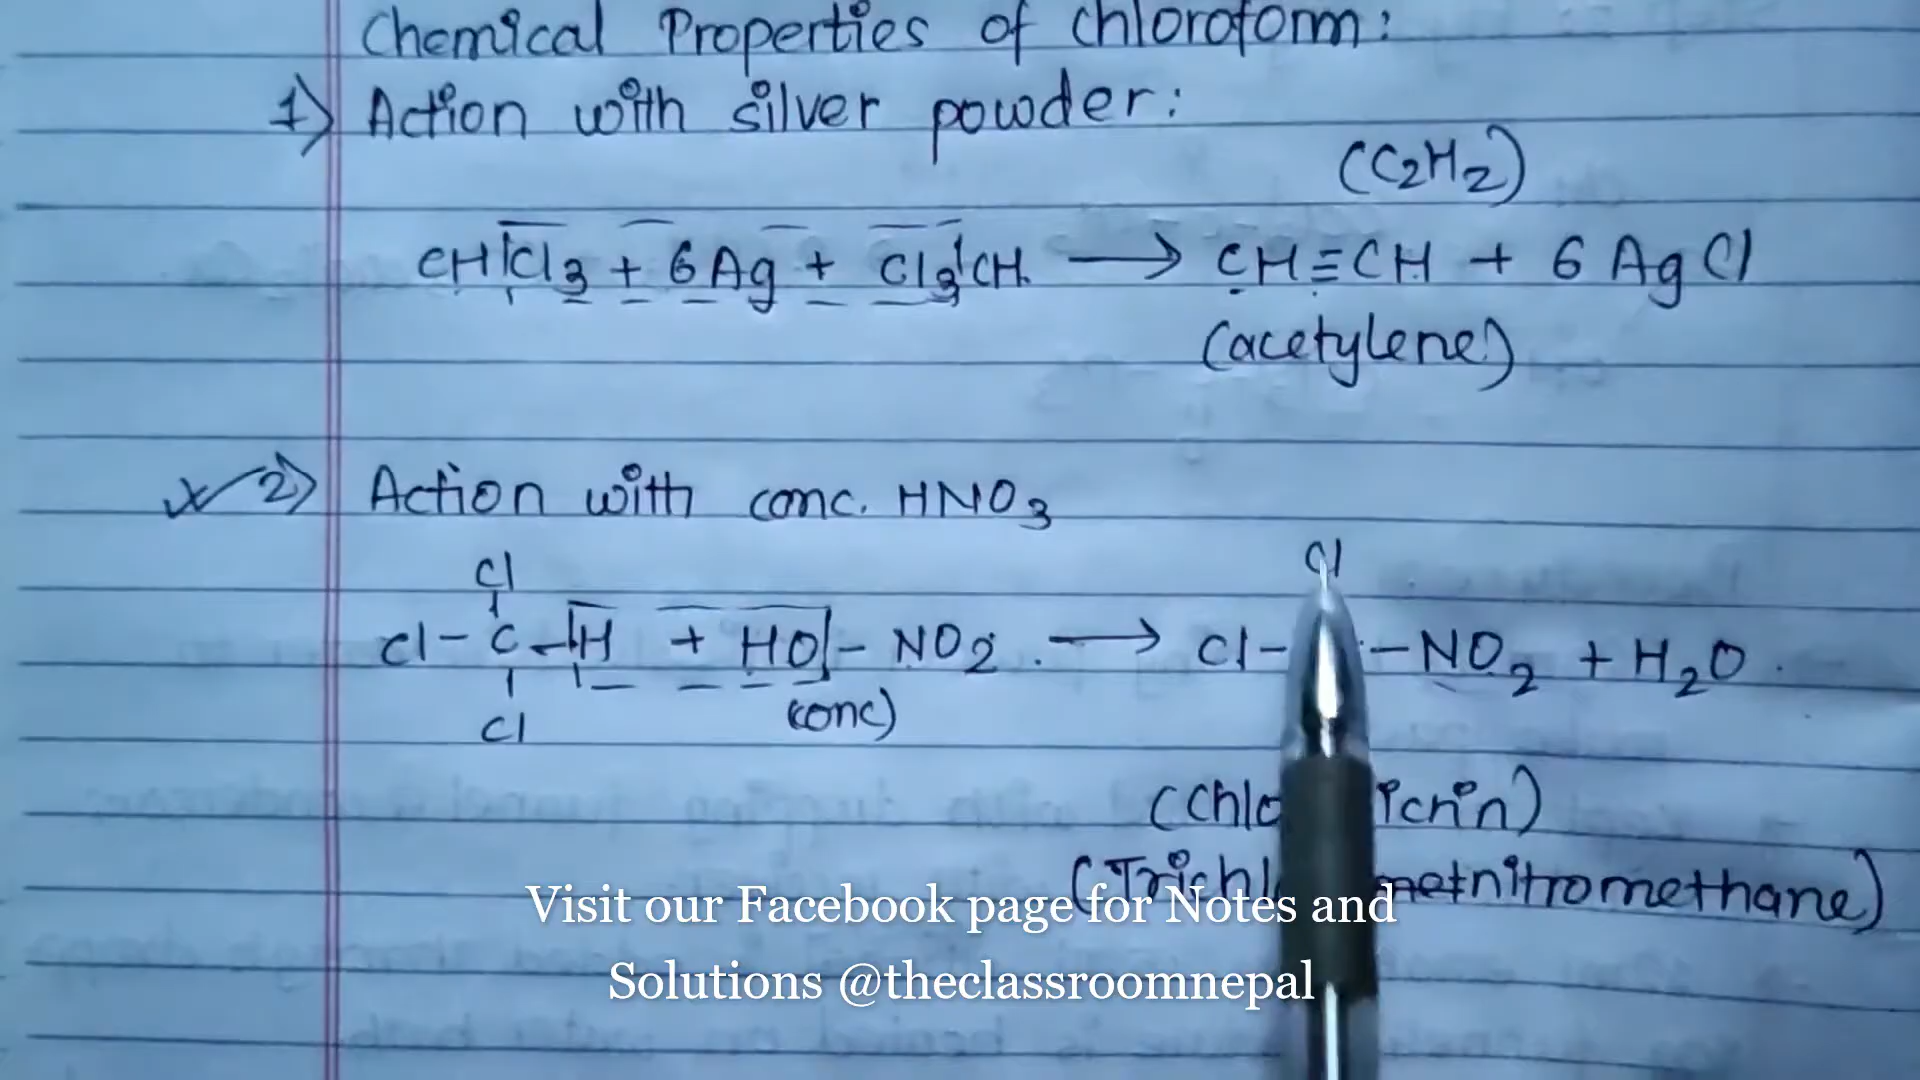 Chemical Properties of chloroform:
1) Action with silver powder:
(C2H2)
CHCl3 + 6Ag + Cl3CH → CH≡CH + 6AgCl
(acetylene)
2) Action with conc. HNO3
Cl Cl
Cl - C - H + HO - NO2 → Cl - - NO2 + H2O
Cl (conc)
(Chlo icrin)
(Trichl nitromethane)
Visit our Facebook page for Notes and
Solutions @theclassroomnepal